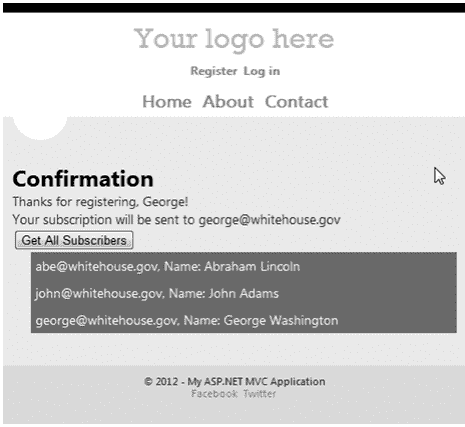 Your logo here
Register Log in
Home About Contact
Confirmation
Thanks for registering, George!
Your subscription will be sent to george@whitehouse.gov
Get All Subscribers
abe@whitehouse.gov, Name: Abraham Lincoln
john@whitehouse.gov, Name: John Adams
george@whitehouse.gov, Name: George Washington
© 2012 - My ASP.NET MVC Application
Facebook Twitter